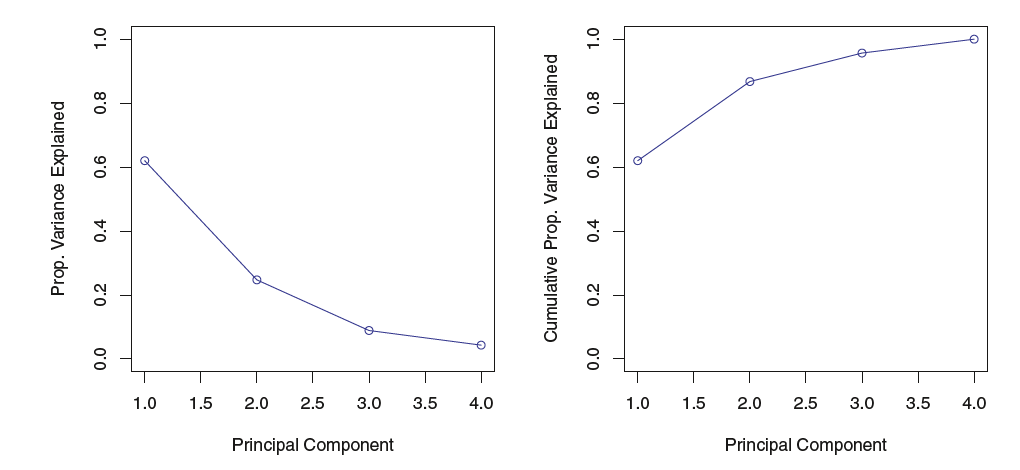 Prop. Variance Explained
1.0
0.8
0.6
0.4
0.2
0.0
1.0 1.5 2.0 2.5 3.0 3.5 4.0
Principal Component
Cumulative Prop. Variance Explained
1.0
0.8
0.6
0.4
0.2
0.0
1.0 1.5 2.0 2.5 3.0 3.5 4.0
Principal Component